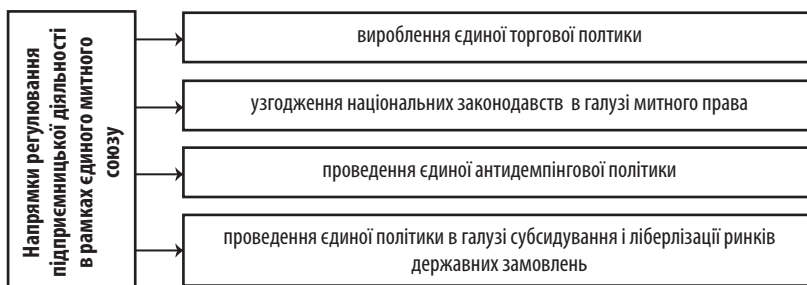 Напрямки регулювання
підприємницької діяльності
в рамках єдиного митного
союзу
вироблення єдиної торгової полтики
узгодження національних законодавств в галузі митного права
проведення єдиної антидемпінгової політики
проведення єдиної політики в галузі субсидування і ліберлізації ринків
державних замовлень